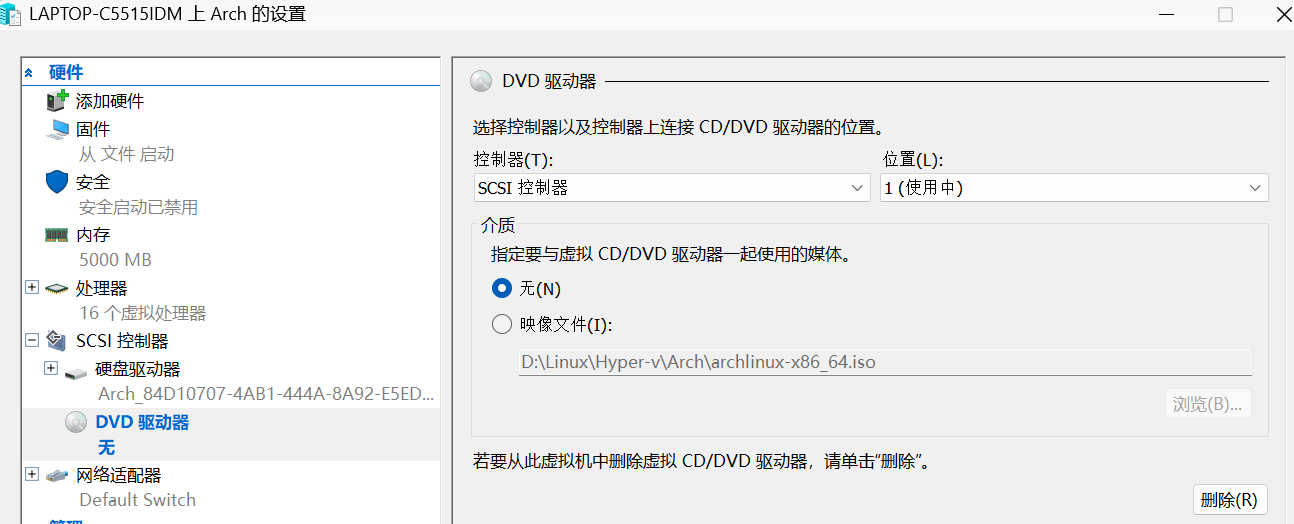 LAPTOP-C5515IDM 上 Arch 的设置
硬件
添加硬件
固件
从 文件 启动
安全
安全启动已禁用
内存
5000 MB
处理器
16 个虚拟处理器
SCSI 控制器
硬盘驱动器
Arch_84D10707-4AB1-444A-8A92-E5ED...
DVD 驱动器
无
网络适配器
Default Switch
管理
DVD 驱动器
选择控制器以及控制器上连接 CD/DVD 驱动器的位置。
控制器(T): 位置(L):
SCSI 控制器 1 (使用中)
介质
指定要与虚拟 CD/DVD 驱动器一起使用的媒体。
无(N)
映像文件(I):
D:\Linux\Hyper-v\Arch\archlinux-x86_64.iso
浏览(B)...
若要从此虚拟机中删除虚拟 CD/DVD 驱动器，请单击“删除”。
删除(R)